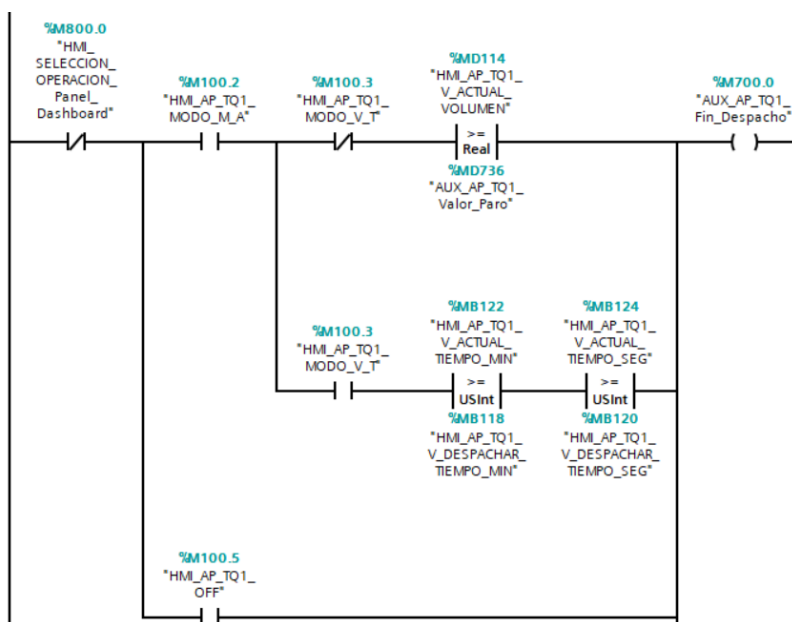 %M800.0
"HMI_
SELECCION_
OPERACION_
Panel_
Dashboard"
%M100.2
"HMI_AP_TQ1_
MODO_M_A"
%M100.3
"HMI_AP_TQ1_
MODO_V_T"
%MD114
"HMI_AP_TQ1_
V_ACTUAL_
VOLUMEN"
>=
Real
%MD736
"AUX_AP_TQ1_
Valor_Paro"
%M700.0
"AUX_AP_TQ1_
Fin_Despacho"
%M100.3
"HMI_AP_TQ1_
MODO_V_T"
%MB122
"HMI_AP_TQ1_
V_ACTUAL_
TIEMPO_MIN"
>=
USInt
%MB118
"HMI_AP_TQ1_
V_DESPACHAR_
TIEMPO_MIN"
%MB124
"HMI_AP_TQ1_
V_ACTUAL_
TIEMPO_SEG"
>=
USInt
%MB120
"HMI_AP_TQ1_
V_DESPACHAR_
TIEMPO_SEG"
%M100.5
"HMI_AP_TQ1_
OFF"